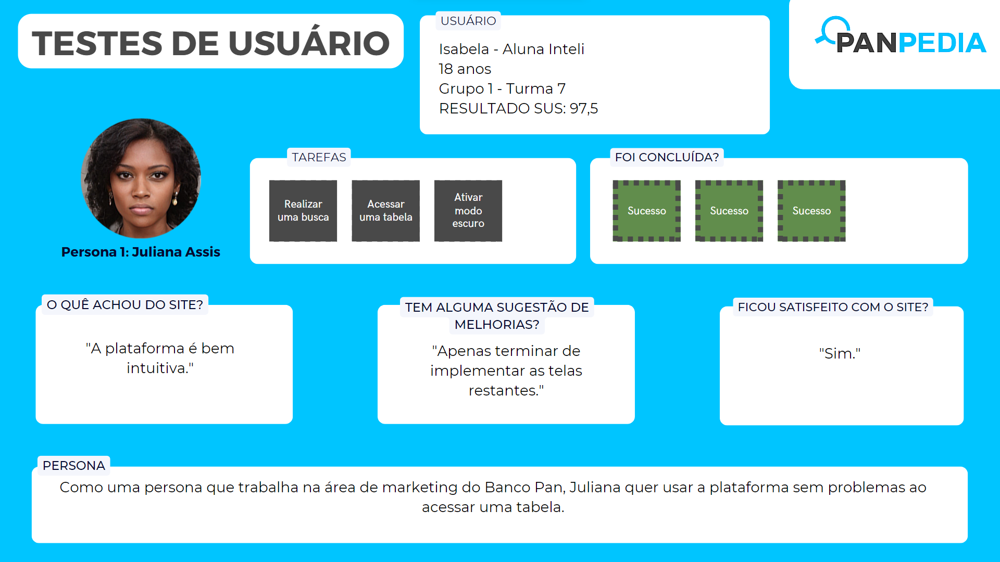 TESTES DE USUÁRIO
USUÁRIO
Isabela - Aluna Inteli
18 anos
Grupo 1 - Turma 7
RESULTADO SUS: 97,5
PANPEDIA
Persona 1: Juliana Assis
TAREFAS
Realizar
uma busca
Acessar
uma tabela
Ativar
modo
escuro
FOI CONCLUÍDA?
Sucesso
Sucesso
Sucesso
O QUÊ ACHOU DO SITE?
"A plataforma é bem
intuitiva."
TEM ALGUMA SUGESTÃO DE
MELHORIAS?
"Apenas terminar de
implementar as telas
restantes."
FICOU SATISFEITO COM O SITE?
"Sim."
PERSONA
Como uma persona que trabalha na área de marketing do Banco Pan, Juliana quer usar a plataforma sem problemas ao
acessar uma tabela.